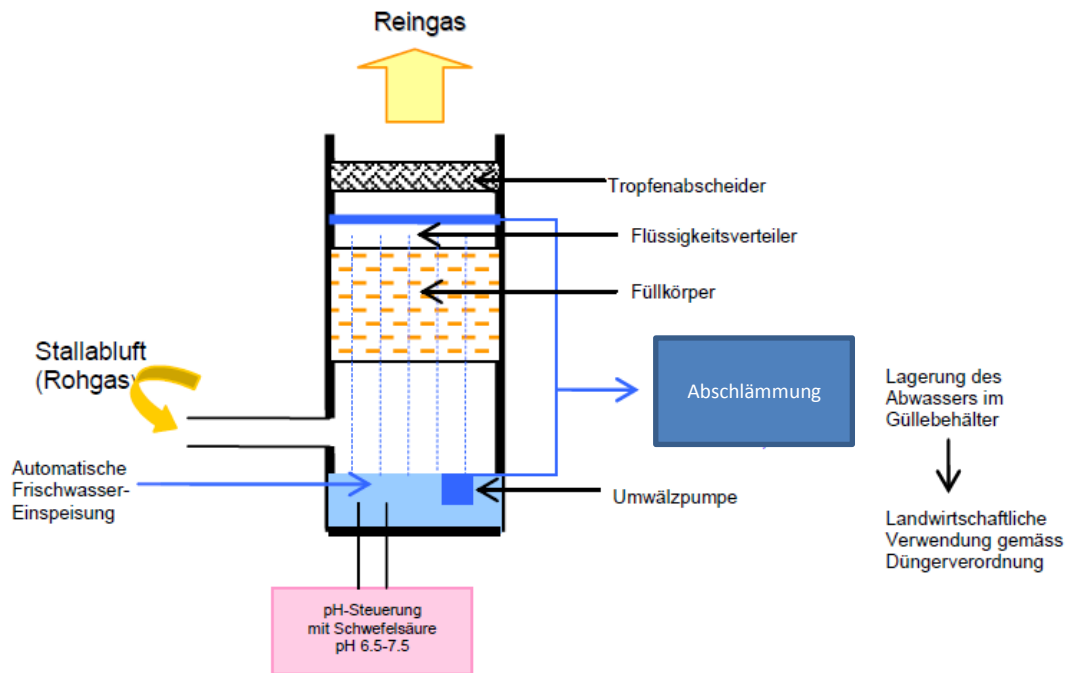 Reingas
Tropfenabscheider
Flüssigkeitsverteiler
Füllkörper
Stallabluft
(Rohgas)
Abschlämmung
Lagerung des
Abwassers im
Güllebehälter
Automatische
Frischwasser-
Einspeisung
Umwälzpumpe
Landwirtschaftliche
Verwendung gemäss
Düngerverordnung
pH-Steuerung
mit Schwefelsäure
pH 6.5-7.5